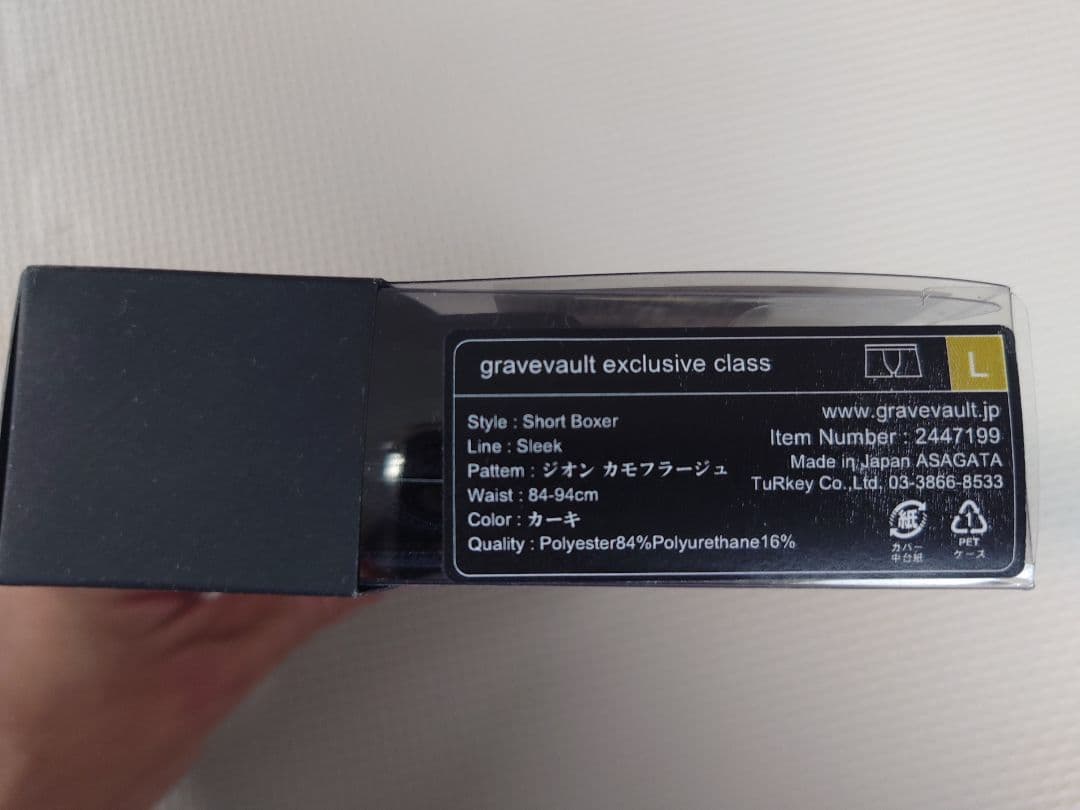 gravevault exclusive class
L
Style : Short Boxer
Line : Sleek
Pattern : ジオン カモフラージュ
Waist : 84-94cm
Color : カーキ
Quality : Polyester84%Polyurethane16%
www.gravevault.jp
Item Number : 2447199
Made in Japan ASAGATA
TuRkey Co.,Ltd. 03-3866-8533
紙
カバー
中台紙
1
PET
ケース